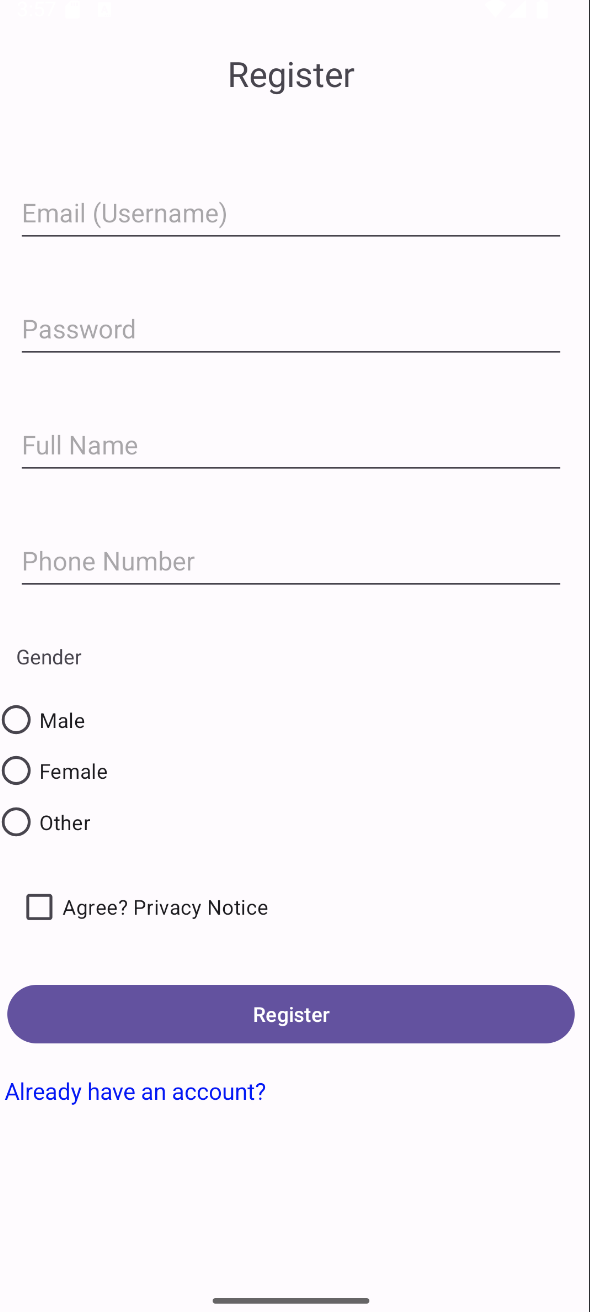 Register
Email (Username)
Password
Full Name
Phone Number
Gender
Male
Female
Other
Agree? Privacy Notice
Register
Already have an account?